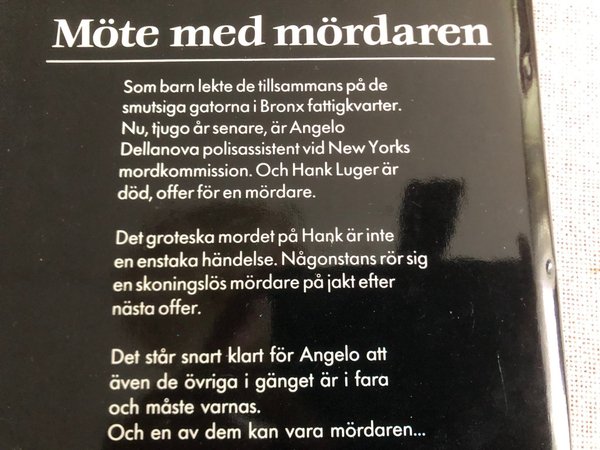 Möte med mördaren
Som barn lekte de tillsammans på de
smutsiga gatorna i Bronx fattigkvarter.
Nu, tjugo år senare, är Angelo
Dellanova polisassistent vid New Yorks
mordkommission. Och Hank Luger är
död, offer för en mördare.
Det groteska mordet på Hank är inte
en enstaka händelse. Någonstans rör sig
en skoningslös mördare på jakt efter
nästa offer.
Det står snart klart för Angelo att
även de övriga i gänget är i fara
och måste varnas.
Och en av dem kan vara mördaren...